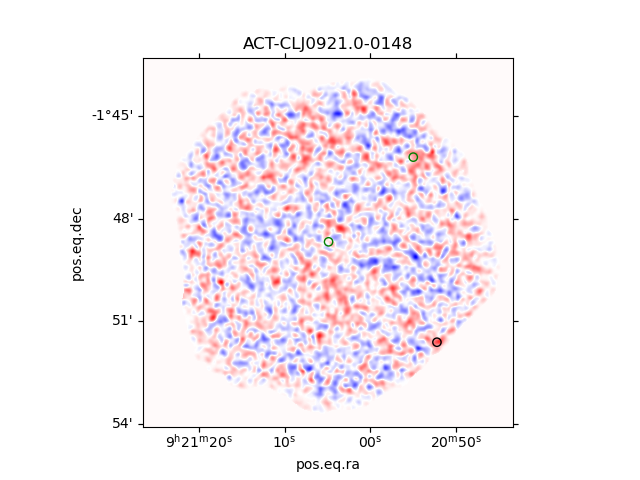 ACT-CLJ0921.0-0148
-1°45'
48'
51'
54'
pos.eq.dec
9h21m20s 10s 00s 20m50s
pos.eq.ra